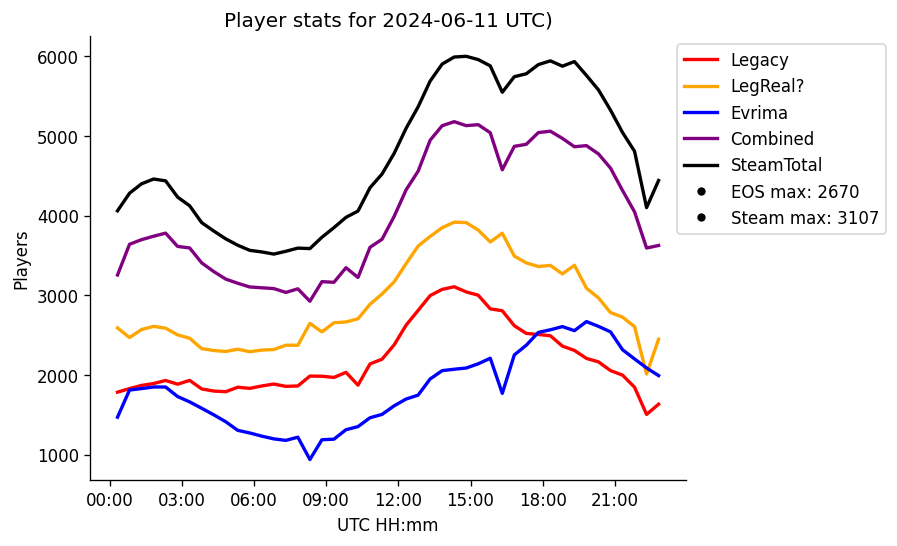 Player stats for 2024-06-11 UTC)
6000
5000
4000
3000
2000
1000
Players
00:00 03:00 06:00 09:00 12:00 15:00 18:00 21:00
UTC HH:mm
Legacy
LegReal?
Evrima
Combined
SteamTotal
EOS max: 2670
Steam max: 3107